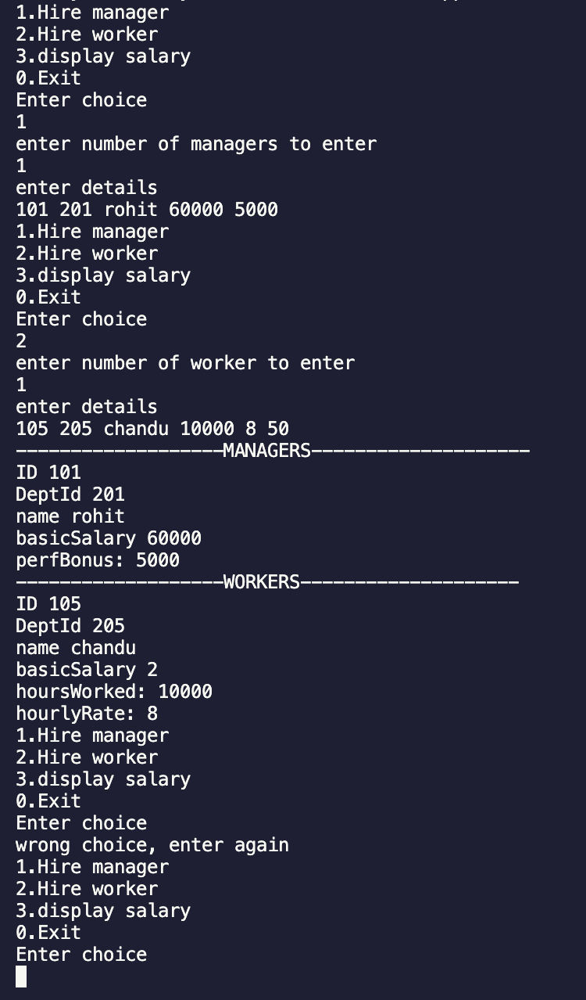 1.Hire manager
2.Hire worker
3.display salary
0.Exit
Enter choice
1
enter number of managers to enter
1
enter details
101 201 rohit 60000 5000
1.Hire manager
2.Hire worker
3.display salary
0.Exit
Enter choice
2
enter number of worker to enter
1
enter details
105 205 chandu 10000 8 50
-------------------MANAGERS--------------------
ID 101
DeptId 201
name rohit
basicSalary 60000
perfBonus: 5000
-------------------WORKERS--------------------
ID 105
DeptId 205
name chandu
basicSalary 2
hoursWorked: 10000
hourlyRate: 8
1.Hire manager
2.Hire worker
3.display salary
0.Exit
Enter choice
wrong choice, enter again
1.Hire manager
2.Hire worker
3.display salary
0.Exit
Enter choice